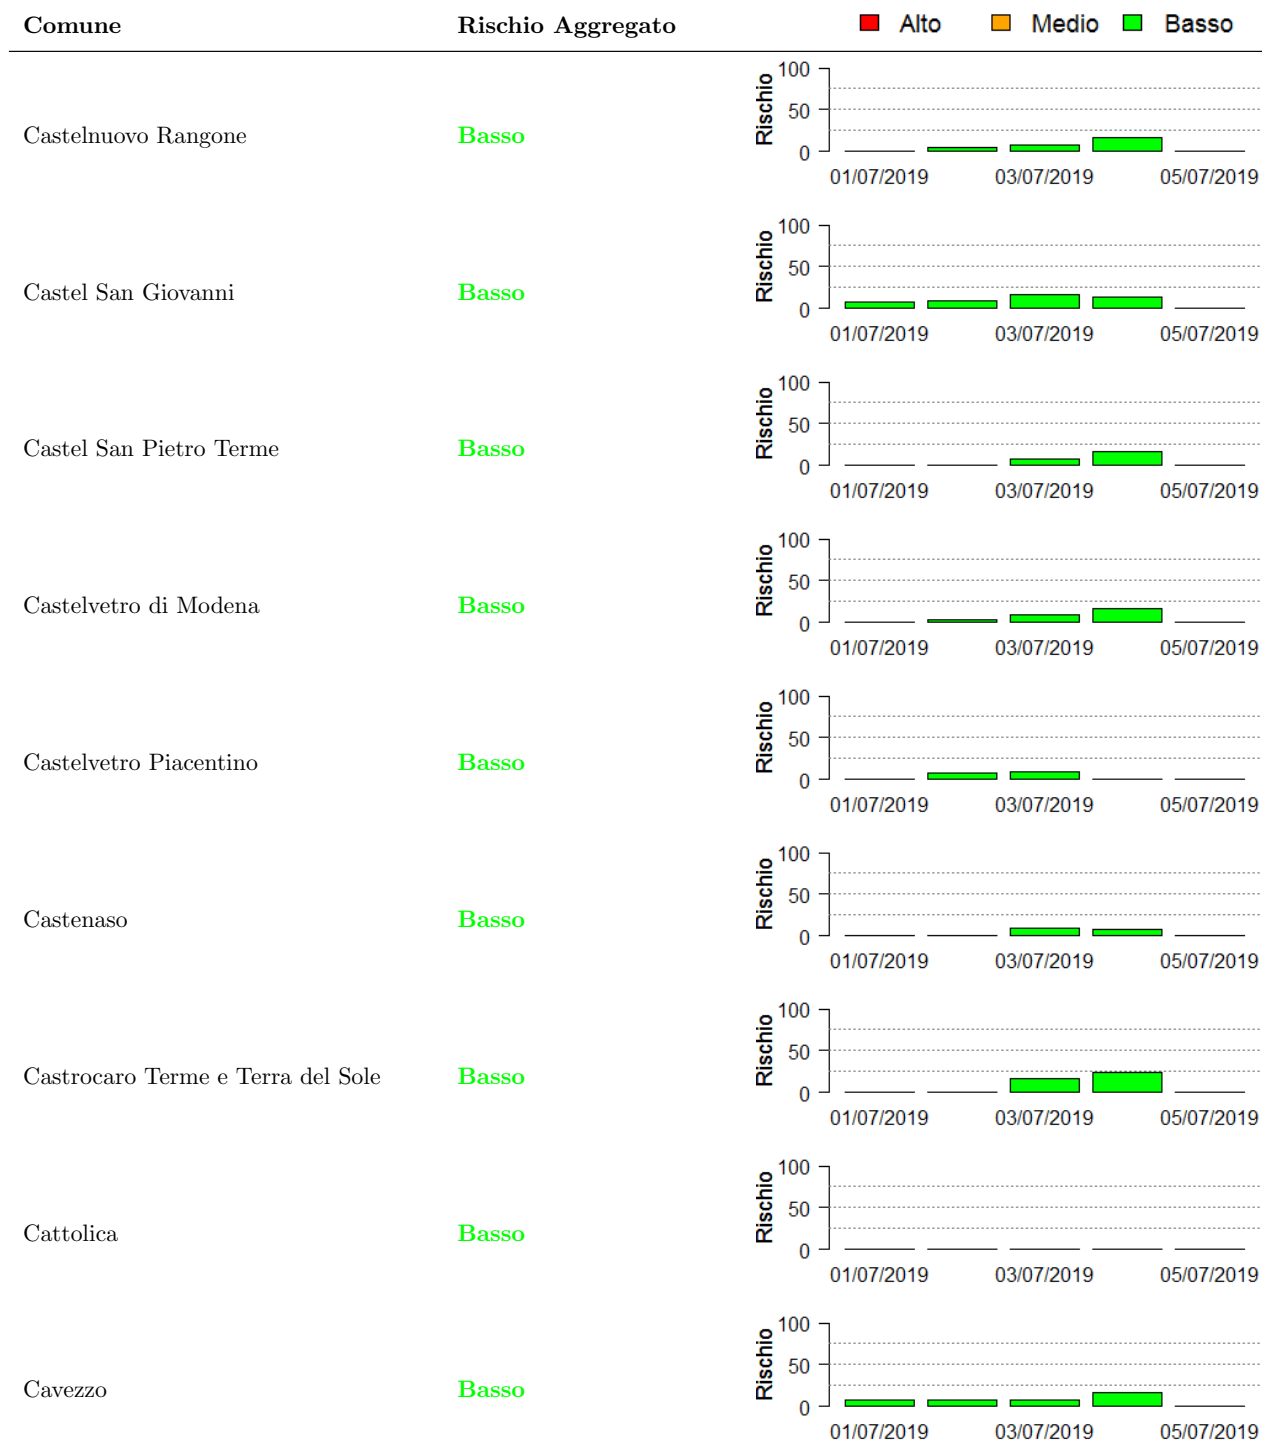 Comune Rischio Aggregato Alto Medio Basso
100
50
0
Rischio
Castelnuovo Rangone Basso
01/07/2019 03/07/2019 05/07/2019
100
50
0
Rischio
Castel San Giovanni Basso
01/07/2019 03/07/2019 05/07/2019
100
50
0
Rischio
Castel San Pietro Terme Basso
01/07/2019 03/07/2019 05/07/2019
100
50
0
Rischio
Castelvetro di Modena Basso
01/07/2019 03/07/2019 05/07/2019
100
50
0
Rischio
Castelvetro Piacentino Basso
01/07/2019 03/07/2019 05/07/2019
100
50
0
Rischio
Castenaso Basso
01/07/2019 03/07/2019 05/07/2019
100
50
0
Rischio
Castrocaro Terme e Terra del Sole Basso
01/07/2019 03/07/2019 05/07/2019
100
50
0
Rischio
Cattolica Basso
01/07/2019 03/07/2019 05/07/2019
100
50
0
Rischio
Cavezzo Basso
01/07/2019 03/07/2019 05/07/2019